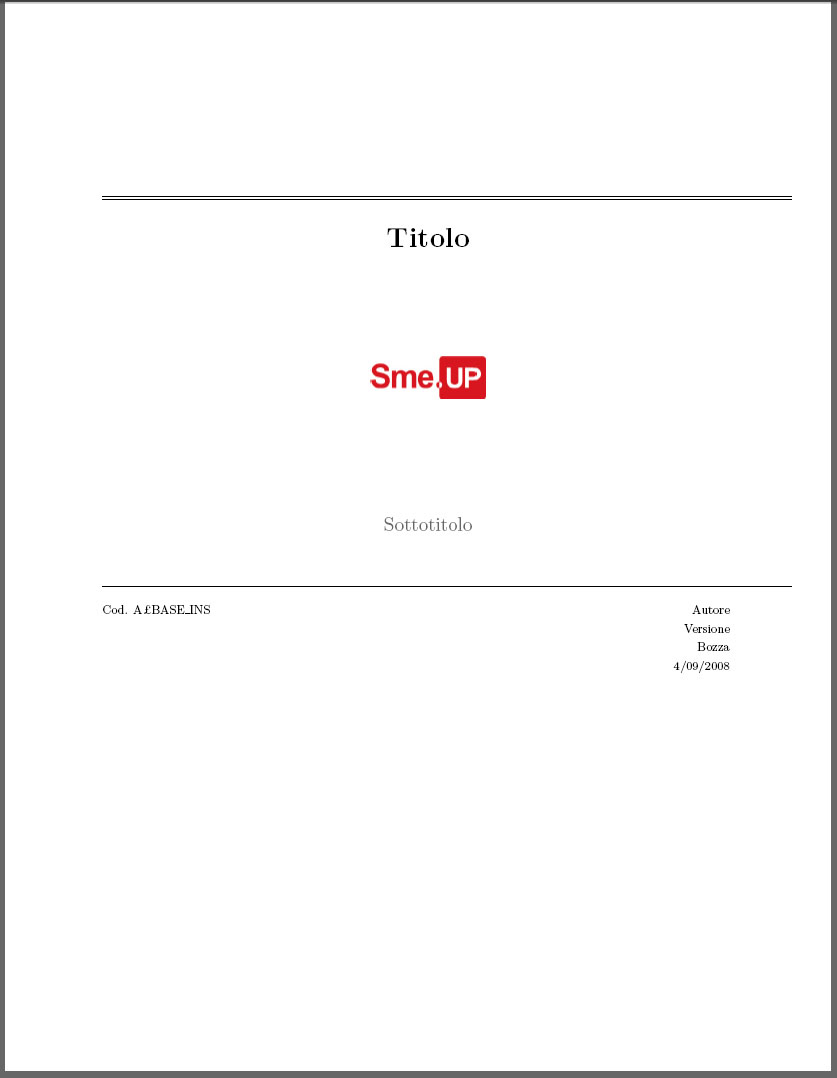 Titolo
Sme.UP
Sottotitolo
Cod. A£BASE_INS
Autore
Versione
Bozza
4/09/2008